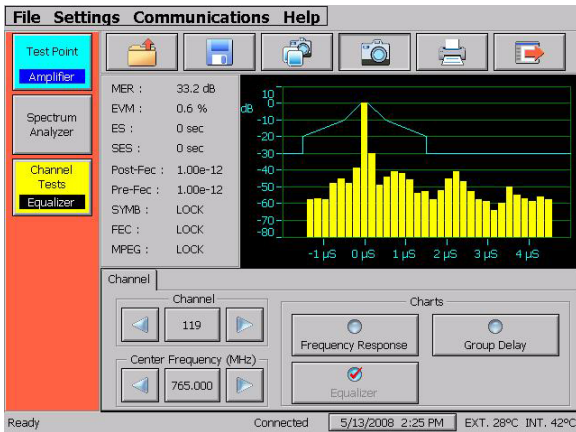 File Settings Communications Help
Test Point
Amplifier
Spectrum
Analyzer
Channel
Tests
Equalizer
MER : 33.2 dB
EVM : 0.6 %
ES : 0 sec
SES : 0 sec
Post-Fec : 1.00e-12
Pre-Fec : 1.00e-12
SYMB : LOCK
FEC : LOCK
MPEG : LOCK
dB
10
0
-10
-20
-30
-40
-50
-60
-70
-80
-1 µS 0 µS 1 µS 2 µS 3 µS 4 µS
Channel
Channel
119
Center Frequency (MHz)
765.000
Charts
Frequency Response
Group Delay
Equalizer
Ready Connected 5/13/2008 2:25 PM EXT. 28ºC INT. 42ºC